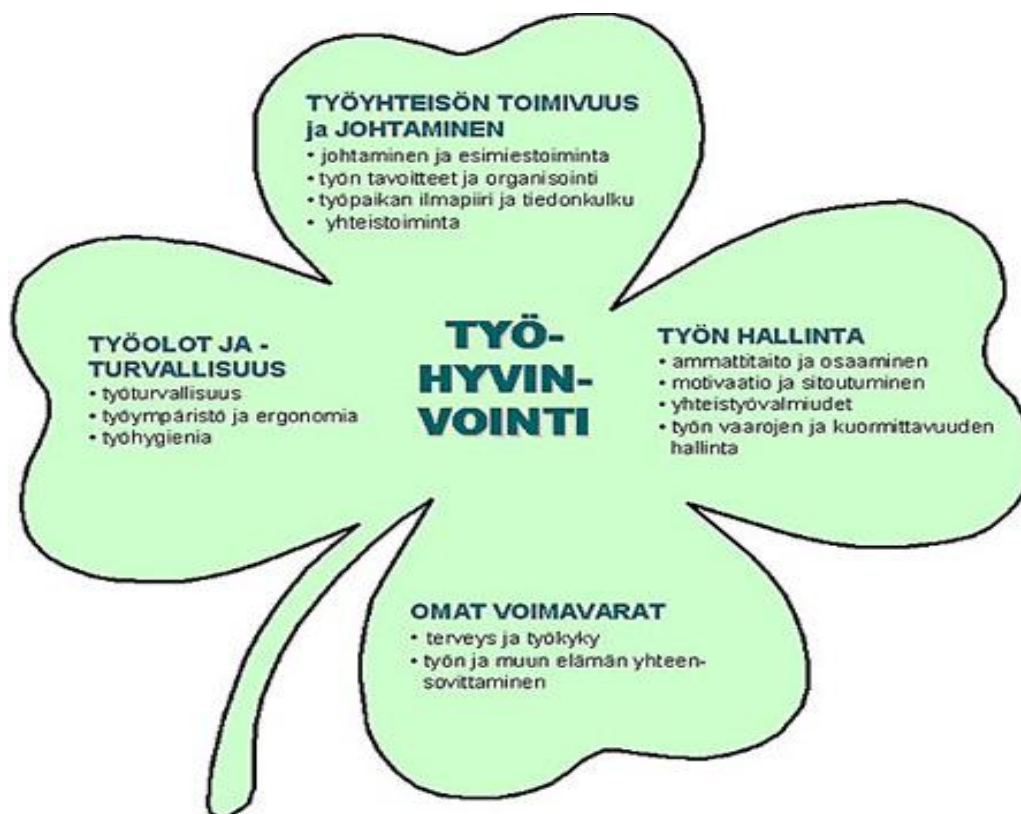 TYÖYHTEISÖN TOIMIVUUS
ja JOHTAMINEN
• johtaminen ja esimiestoiminta
• työn tavoitteet ja organisointi
• työpaikan ilmapiiri ja tiedonkulku
• yhteistoiminta
TYÖOLOT JA -
TURVALLISUUS
• työturvallisuus
• työympäristö ja ergonomia
• työhygienia
TYÖ-
HYVIN-
VOINTI
TYÖN HALLINTA
• ammattitaito ja osaaminen
• motivaatio ja sitoutuminen
• yhteistyövalmiudet
• työn vaarojen ja kuormittavuuden
hallinta
OMAT VOIMAVARAT
• terveys ja työkyky
• työn ja muun elämän yhteen-
sovittaminen